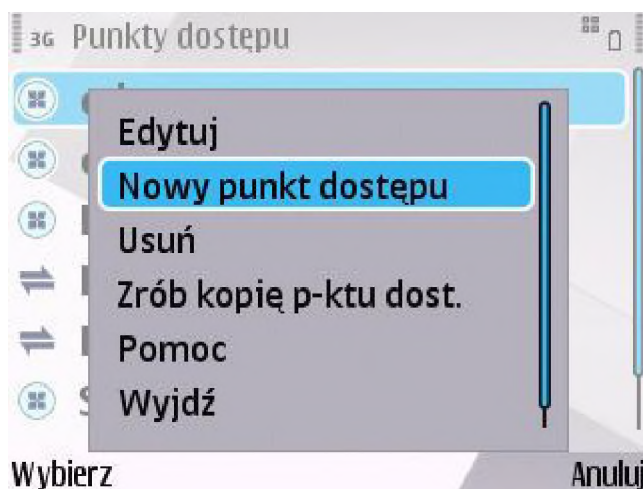 3G Punkty dostępu
Edytuj
Nowy punkt dostępu
Usuń
Zrób kopię p-ktu dost.
Pomoc
Wyjdź
Wybierz Anuluj